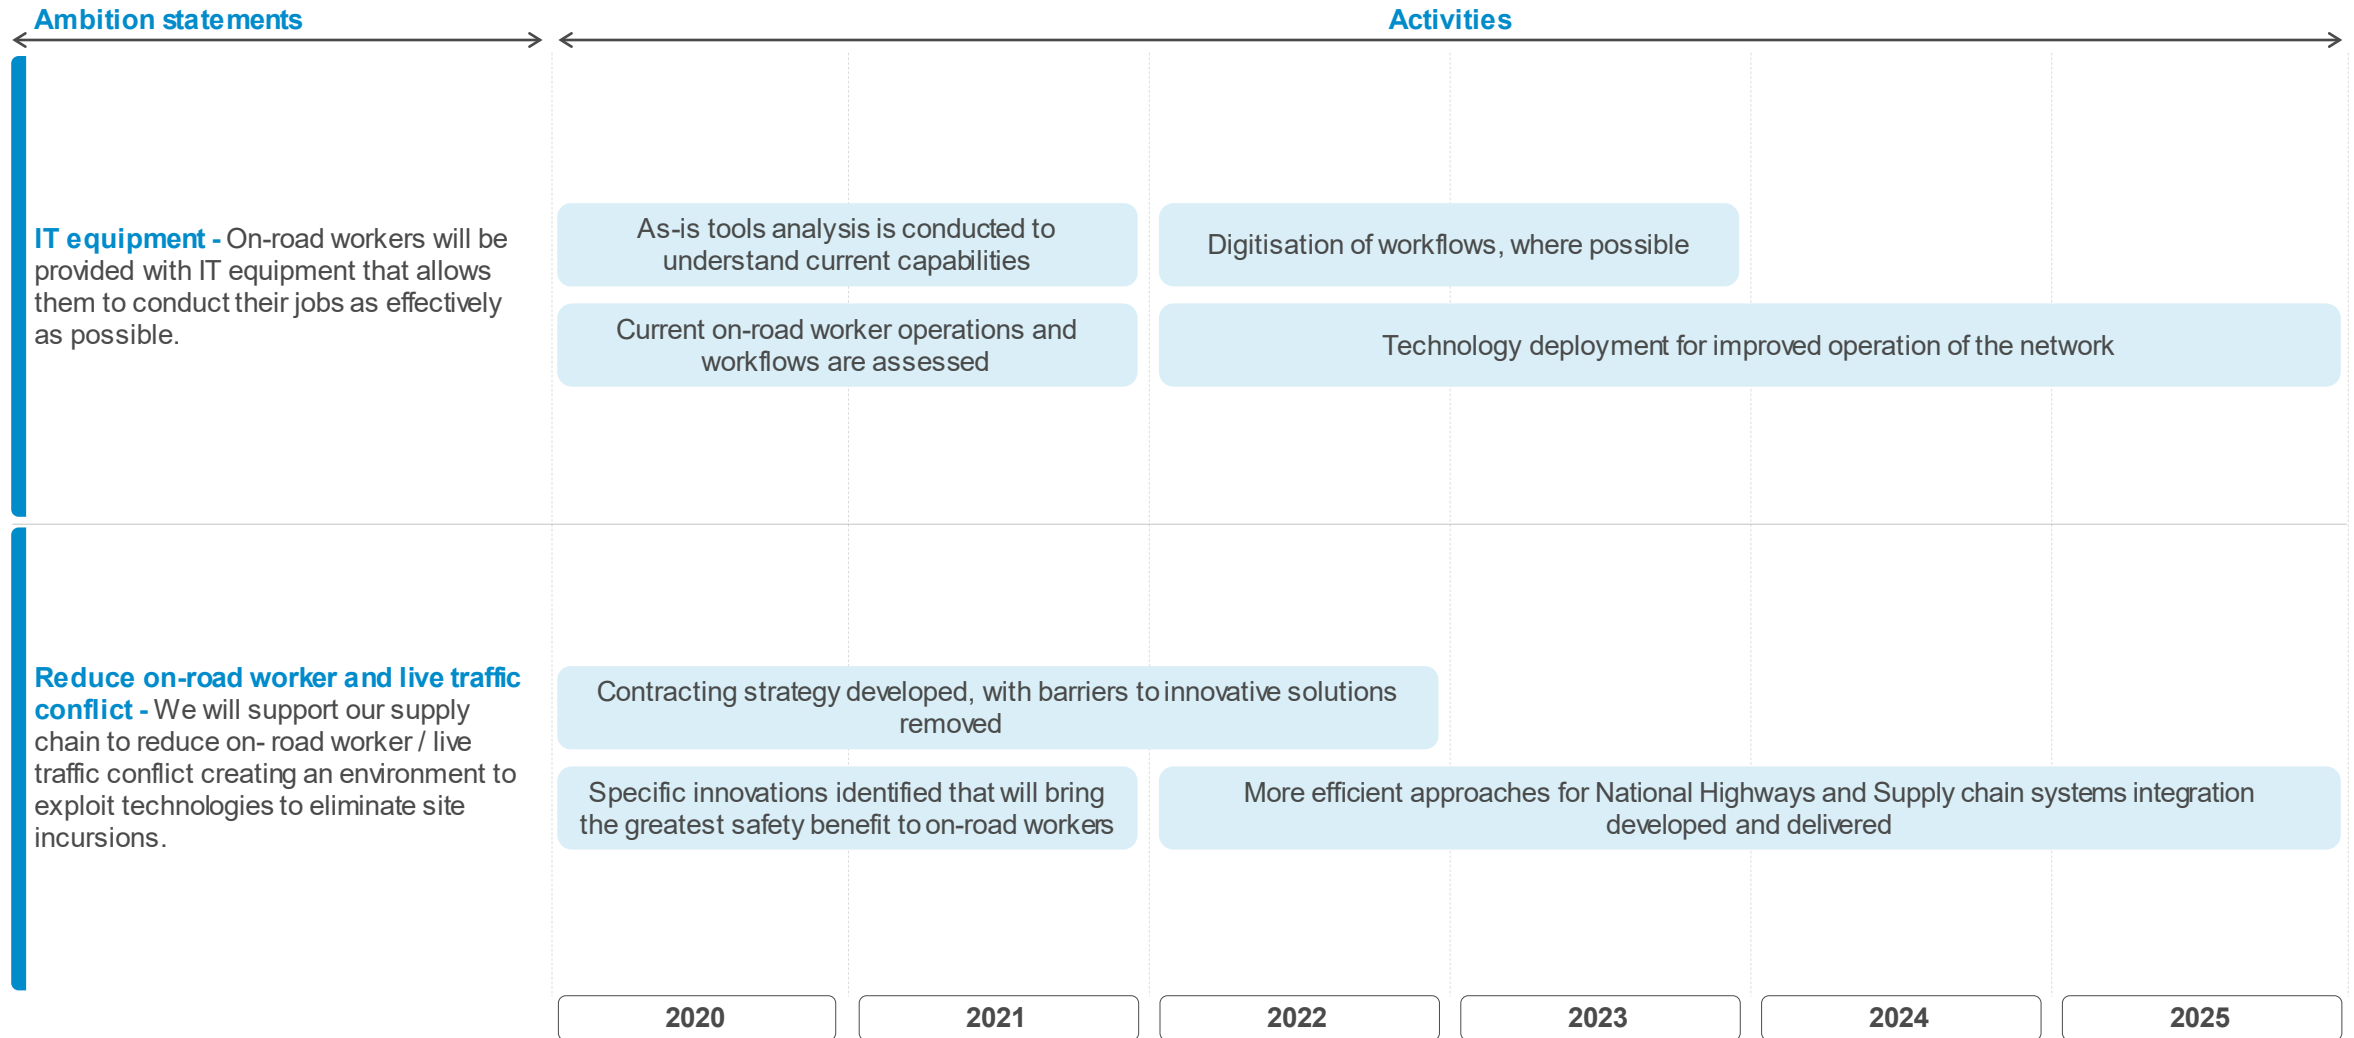 Ambition statements
Activities
IT equipment - On-road workers will be
provided with IT equipment that allows
them to conduct their jobs as effectively
as possible.
As-is tools analysis is conducted to
understand current capabilities
Digitisation of workflows, where possible
Current on-road worker operations and
workflows are assessed
Technology deployment for improved operation of the network
Reduce on-road worker and live traffic
conflict - We will support our supply
chain to reduce on- road worker / live
traffic conflict creating an environment to
exploit technologies to eliminate site
incursions.
Contracting strategy developed, with barriers to innovative solutions
removed
Specific innovations identified that will bring
the greatest safety benefit to on-road workers
More efficient approaches for National Highways and Supply chain systems integration
developed and delivered
2020
2021
2022
2023
2024
2025